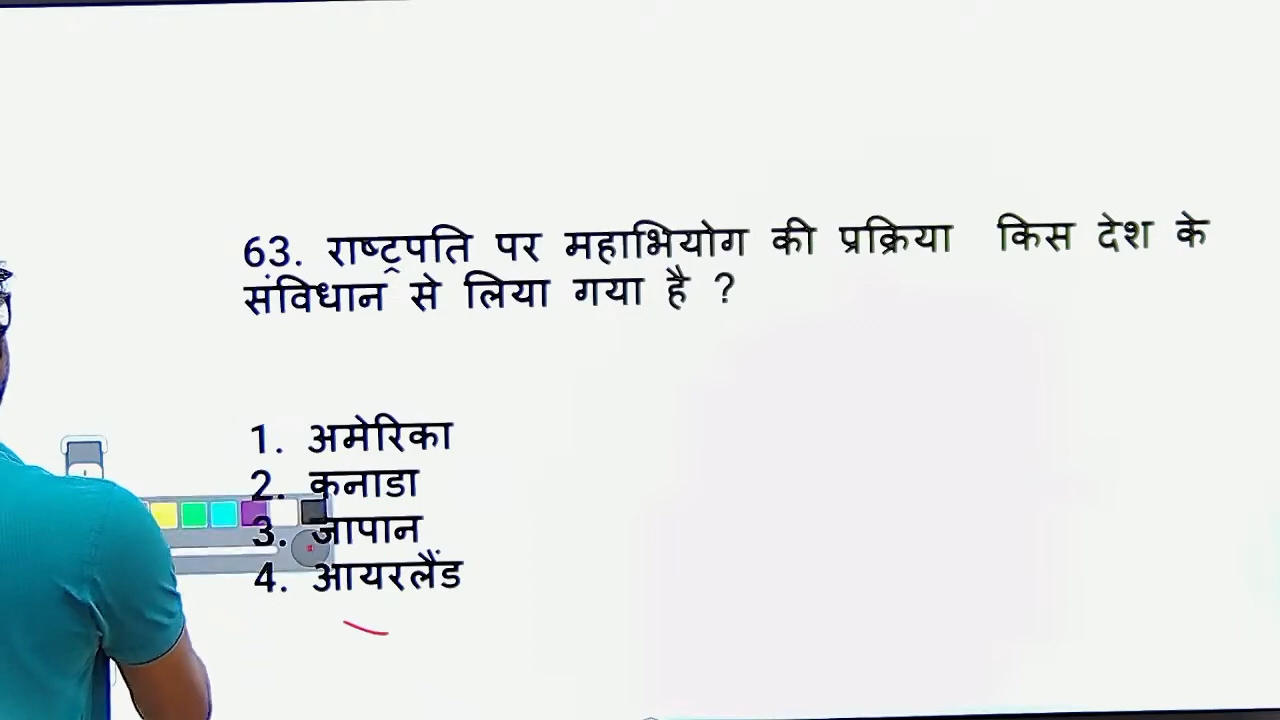 63. राष्ट्रपति पर महाभियोग की प्रक्रिया किस देश के
संविधान से लिया गया है ?
1. अमेरिका
2. कनाडा
3. जापान
4. आयरलैंड